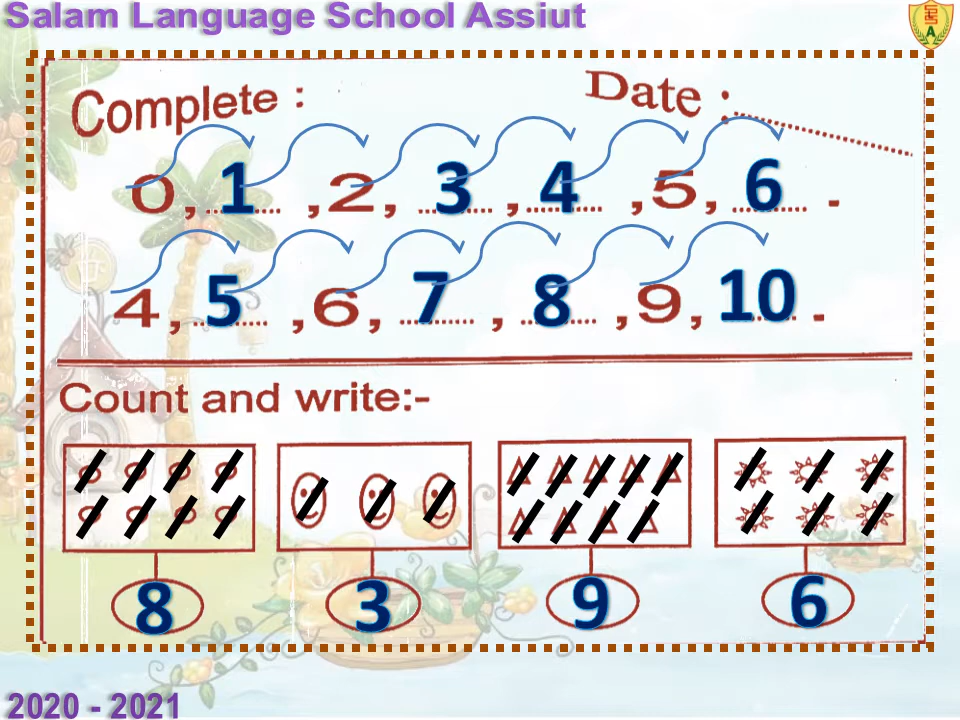 Salam Language School Assiut
Complete : Date :
0, 1 , 2, 3 , 4 , 5, 6 .
4, 5 , 6, 7 , 8 , 9, 10 .
Count and write:-
8 3 9 6
2020 - 2021